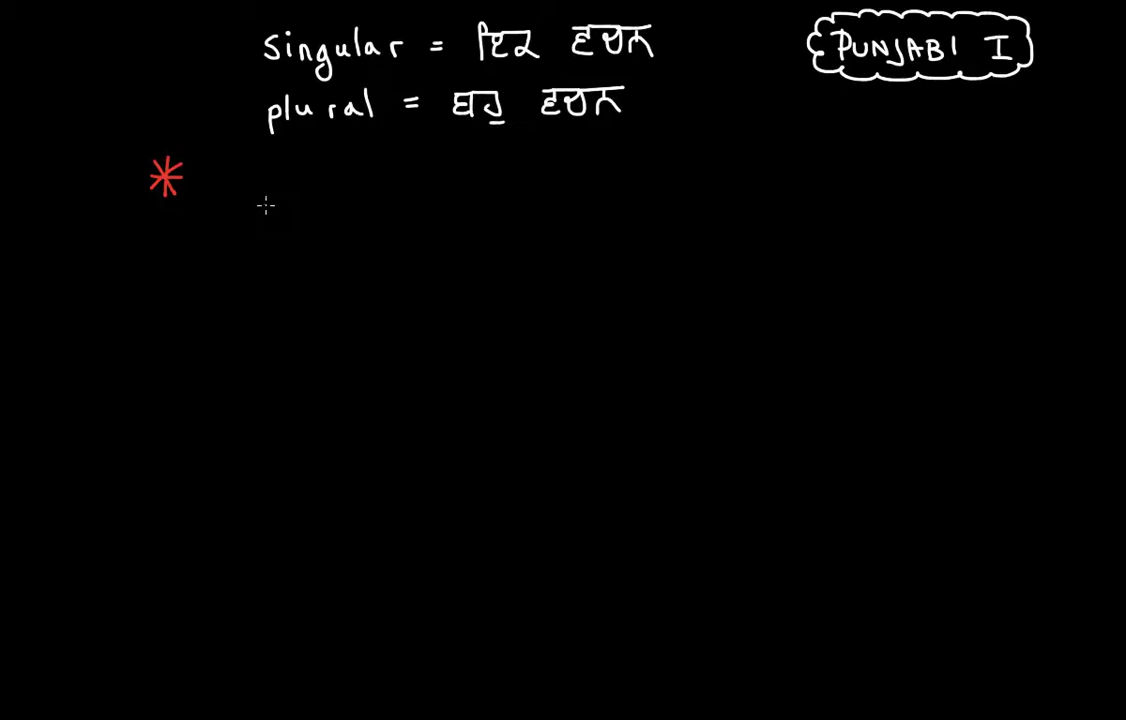 singular = ਇਕ ਵਚਨ
PUNJABI I
plural = ਬਹੁ ਵਚਨ